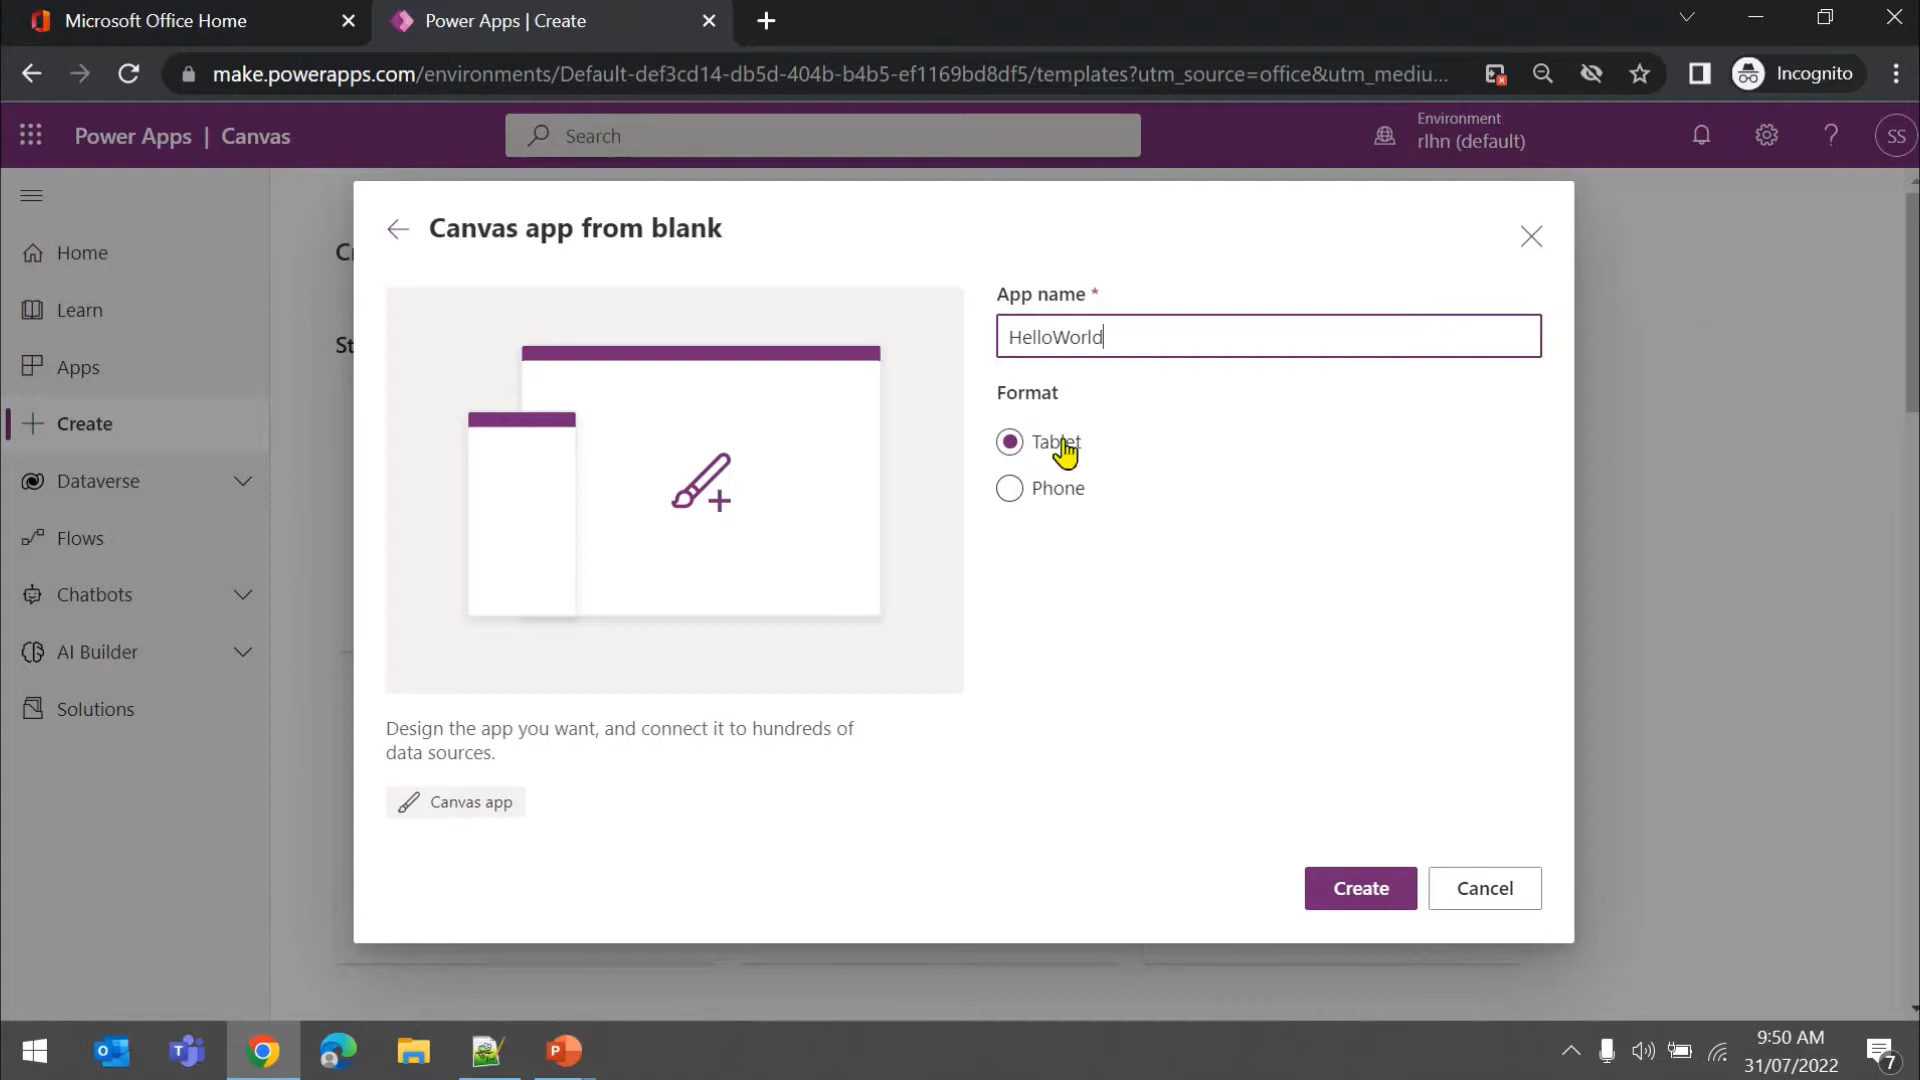 Microsoft Office Home
Power Apps | Create
make.powerapps.com/environments/Default-def3cd14-db5d-404b-b4b5-ef1169bd8df5/templates?utm_source=office&utm_mediu...
Incognito
Power Apps | Canvas
Search
Environment
rlhn (default)
SS
Home
Learn
Apps
Create
Dataverse
Flows
Chatbots
AI Builder
Solutions
Canvas app from blank
App name *
HelloWorld
Format
Tablet
Phone
Design the app you want, and connect it to hundreds of
data sources.
Canvas app
Create
Cancel
9:50 AM
31/07/2022
7